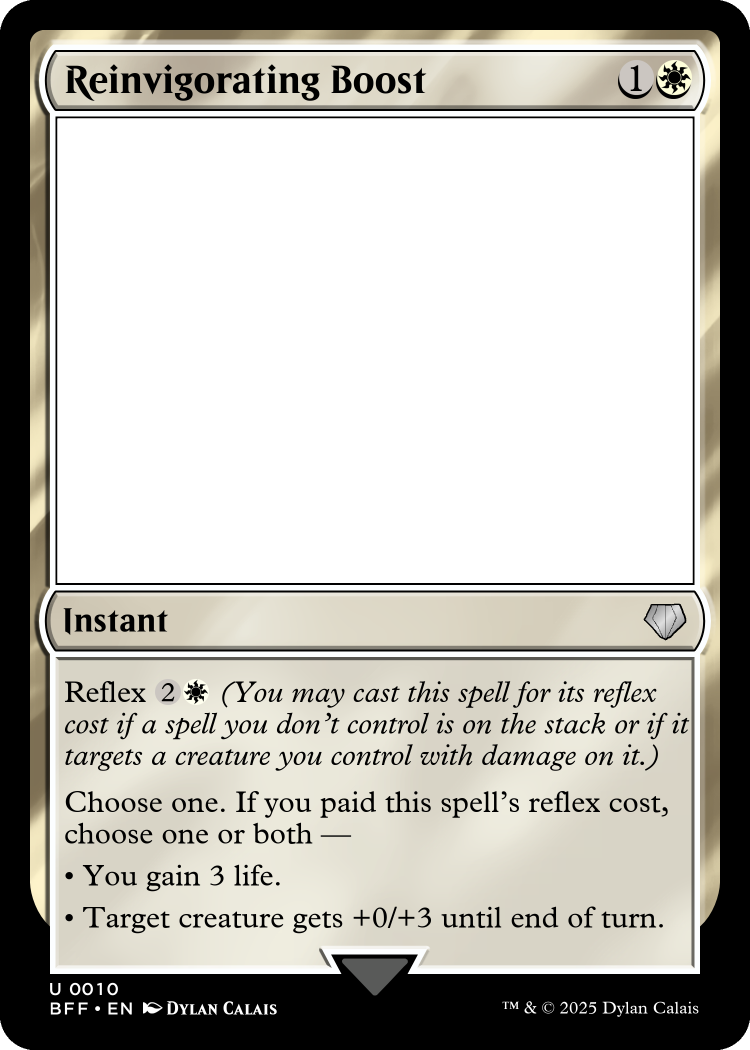 Reinvigorating Boost 1
Instant
Reflex 2 (You may cast this spell for its reflex
cost if a spell you don't control is on the stack or if it
targets a creature you control with damage on it.)
Choose one. If you paid this spell's reflex cost,
choose one or both —
• You gain 3 life.
• Target creature gets +0/+3 until end of turn.
U 0010
BFF • EN DYLAN CALAIS
™ & © 2025 Dylan Calais